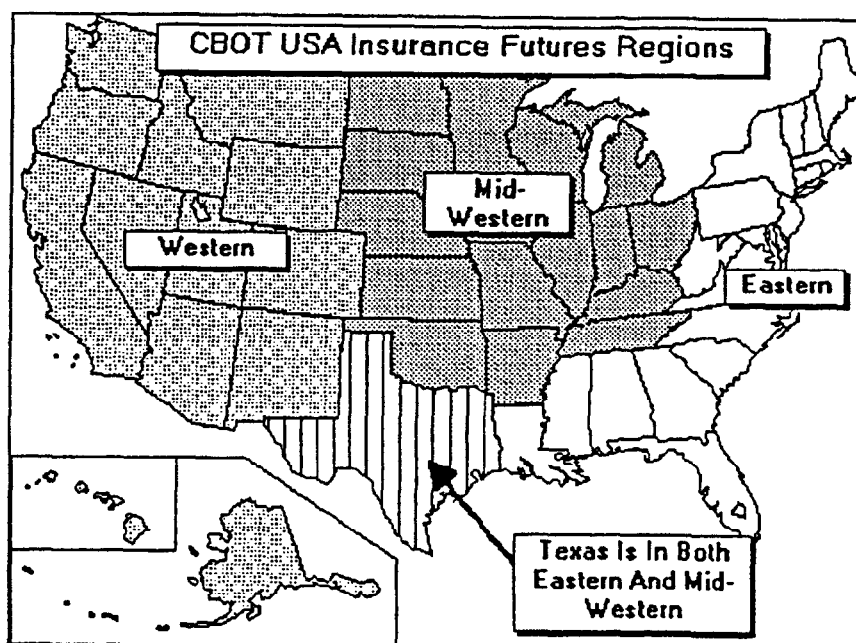 CBOT USA Insurance Futures Regions
Mid-
Western
Western
Eastern
Texas Is In Both
Eastern And Mid-
Western